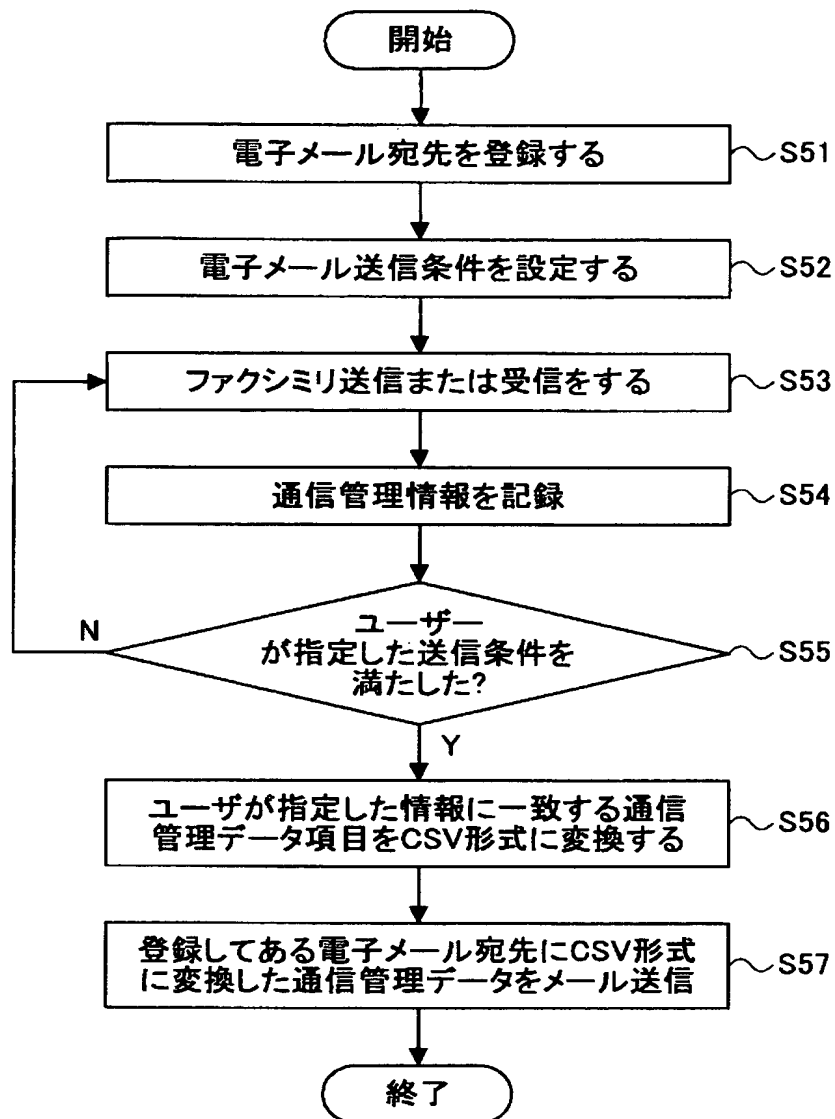 開始
電子メール宛先を登録する
S51
電子メール送信条件を設定する
S52
ファクシミリ送信または受信をする
S53
通信管理情報を記録
S54
ユーザー
が指定した送信条件を
満たした?
S55
N
Y
ユーザが指定した情報に一致する通信
管理データ項目をCSV形式に変換する
S56
登録してある電子メール宛先にCSV形式
に変換した通信管理データをメール送信
S57
終了